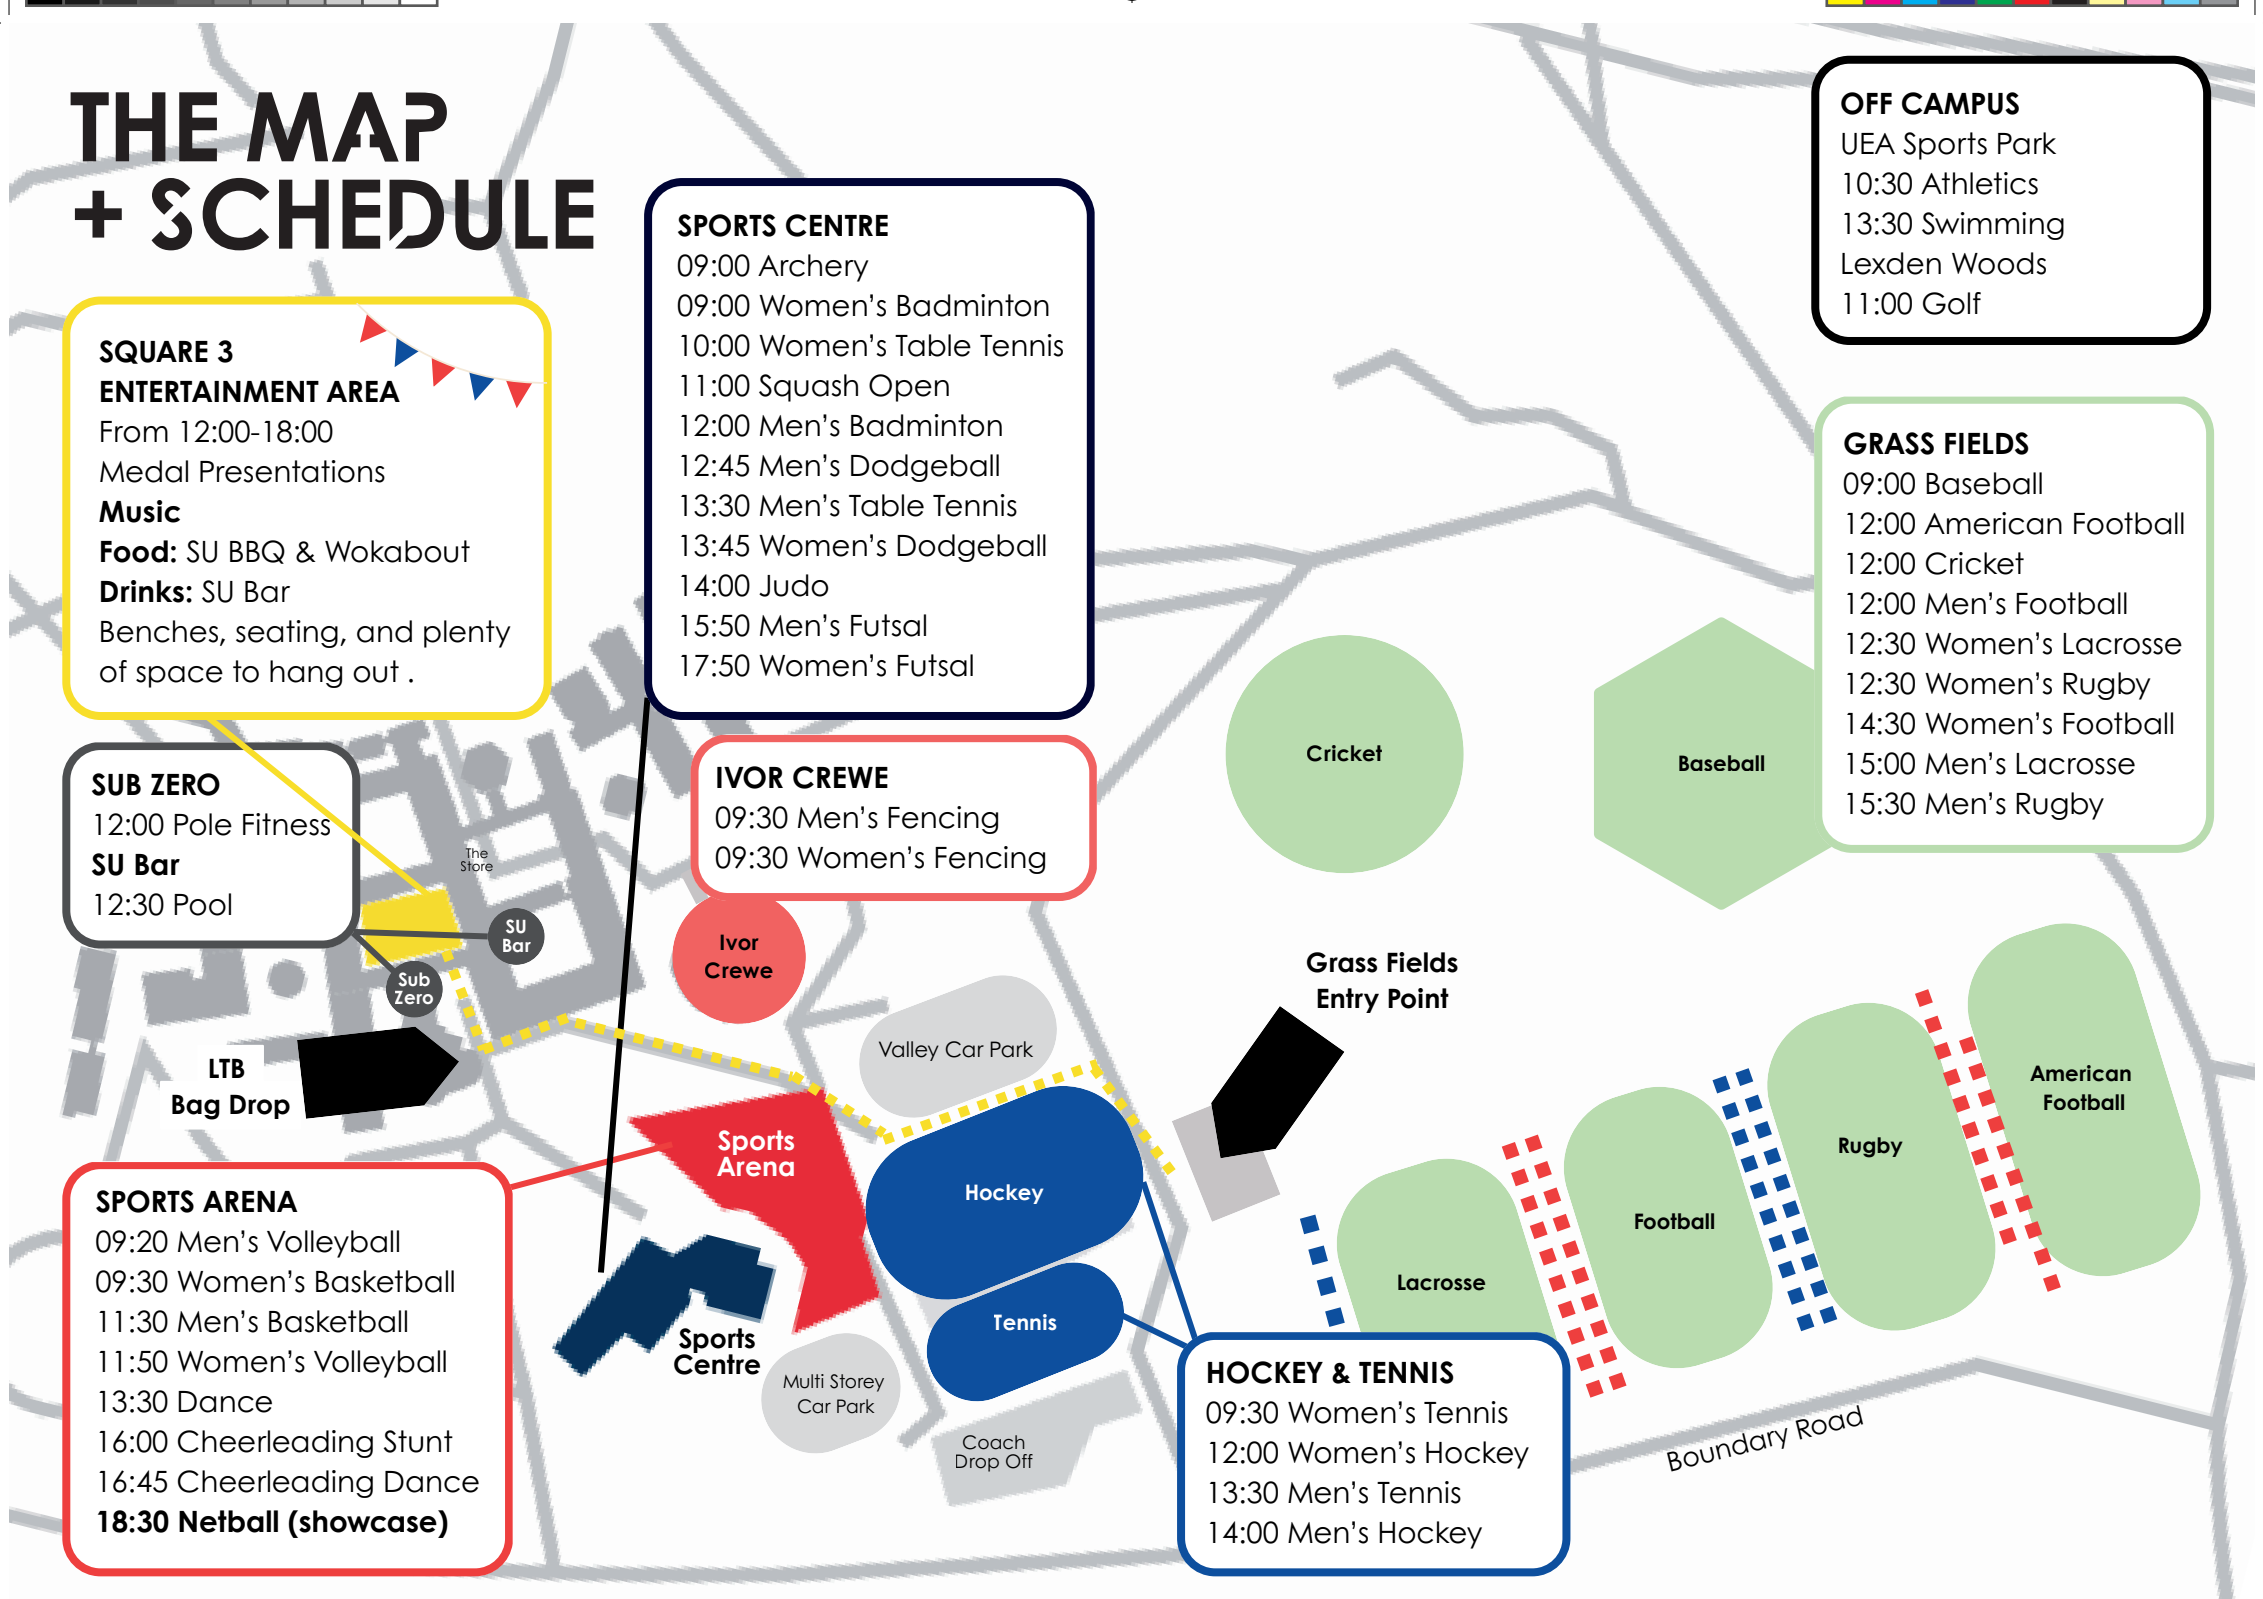 THE MAP
+ SCHEDULE
SQUARE 3
ENTERTAINMENT AREA
From 12:00-18:00
Medal Presentations
Music
Food: SU BBQ & Wokabout
Drinks: SU Bar
Benches, seating, and plenty
of space to hang out .
SUB ZERO
12:00 Pole Fitness
SU Bar
12:30 Pool
SPORTS CENTRE
09:00 Archery
09:00 Women’s Badminton
10:00 Women’s Table Tennis
11:00 Squash Open
12:00 Men’s Badminton
12:45 Men’s Dodgeball
13:30 Men’s Table Tennis
13:45 Women’s Dodgeball
14:00 Judo
15:50 Men’s Futsal
17:50 Women’s Futsal
IVOR CREWE
09:30 Men’s Fencing
09:30 Women’s Fencing
OFF CAMPUS
UEA Sports Park
10:30 Athletics
13:30 Swimming
Lexden Woods
11:00 Golf
GRASS FIELDS
09:00 Baseball
12:00 American Football
12:00 Cricket
12:00 Men’s Football
12:30 Women’s Lacrosse
12:30 Women’s Rugby
14:30 Women’s Football
15:00 Men’s Lacrosse
15:30 Men’s Rugby
The
Store
SU
Bar
Sub
Zero
LTB
Bag Drop
Ivor
Crewe
Valley Car Park
Cricket
Baseball
Grass Fields
Entry Point
Sports
Arena
Hockey
Tennis
Sports
Centre
Multi Storey
Car Park
Coach
Drop Off
Lacrosse
Football
Rugby
American
Football
Boundary Road
SPORTS ARENA
09:20 Men’s Volleyball
09:30 Women’s Basketball
11:30 Men’s Basketball
11:50 Women’s Volleyball
13:30 Dance
16:00 Cheerleading Stunt
16:45 Cheerleading Dance
18:30 Netball (showcase)
HOCKEY & TENNIS
09:30 Women’s Tennis
12:00 Women’s Hockey
13:30 Men’s Tennis
14:00 Men’s Hockey